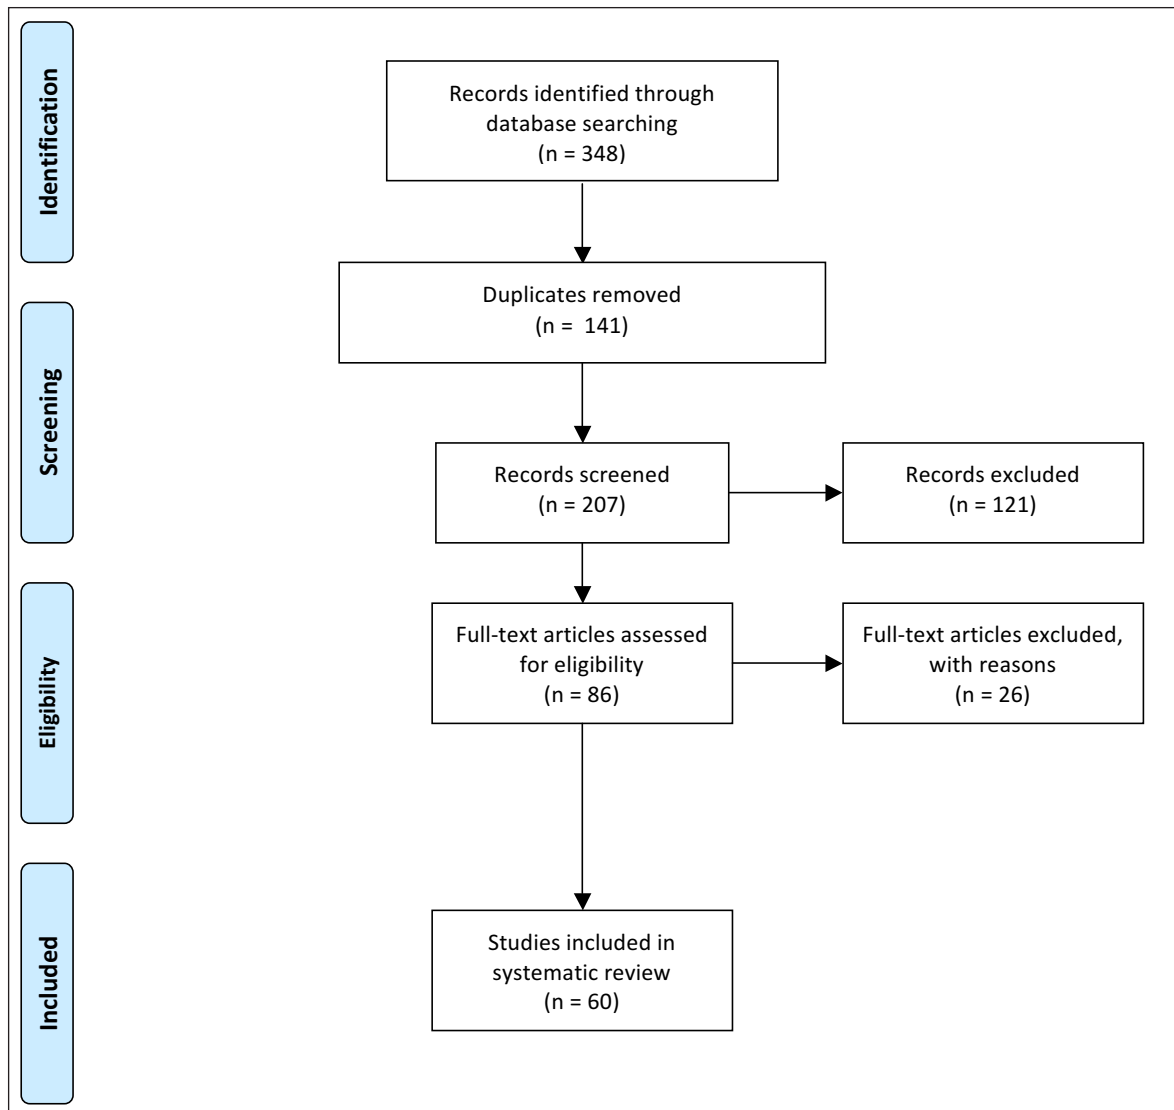 Identification
Records identified through
database searching
(n = 348)
Duplicates removed
(n =  141)
Screening
Records screened
(n = 207)
Records excluded
(n = 121)
Eligibility
Full-text articles assessed
for eligibility
(n = 86)
Full-text articles excluded,
with reasons
(n = 26)
Included
Studies included in
systematic review
(n = 60)